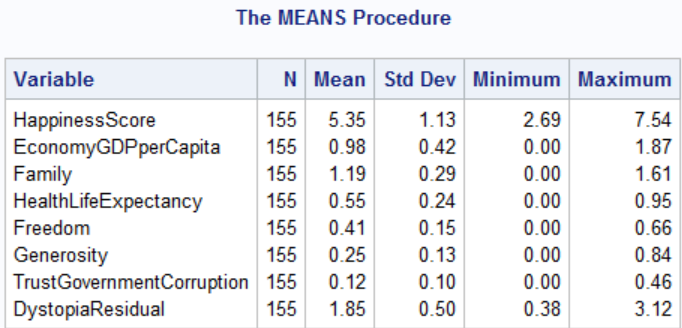 The MEANS Procedure
Variable N Mean Std Dev Minimum Maximum
HappinessScore 155 5.35 1.13 2.69 7.54
EconomyGDPperCapita 155 0.98 0.42 0.00 1.87
Family 155 1.19 0.29 0.00 1.61
HealthLifeExpectancy 155 0.55 0.24 0.00 0.95
Freedom 155 0.41 0.15 0.00 0.66
Generosity 155 0.25 0.13 0.00 0.84
TrustGovernmentCorruption 155 0.12 0.10 0.00 0.46
DystopiaResidual 155 1.85 0.50 0.38 3.12